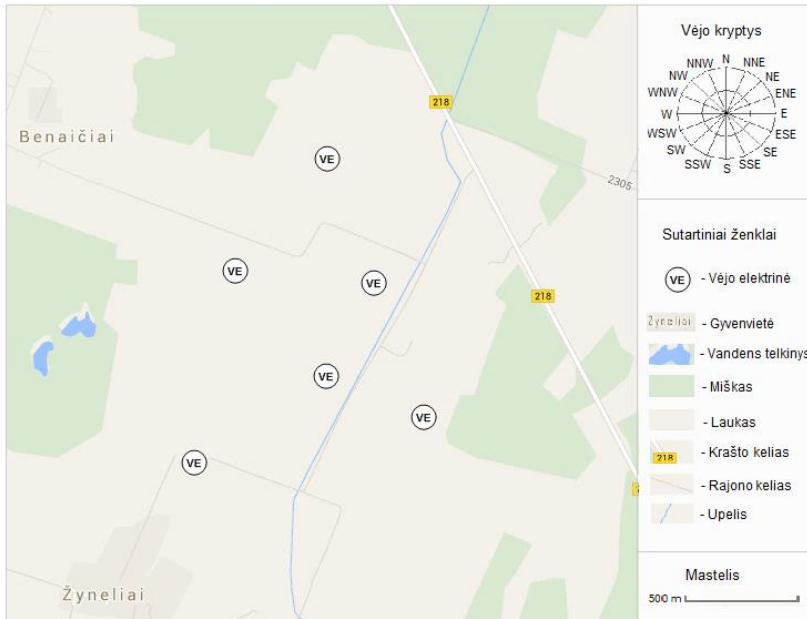 Benaičiai
218
2305
VE
VE
VE
218
VE
VE
VE
Žyneliai
Vėjo kryptys
N
NNW
NNE
NW
NE
WNW
ENE
W
E
WSW
ESE
SW
SE
SSW
SSE
S
Sutartiniai ženklai
VE - Vėjo elektrinė
Žyneliai - Gyvenvietė
- Vandens telkinys
- Miškas
- Laukas
218 - Krašto kelias
- Rajono kelias
- Upelis
Mastelis
500 m